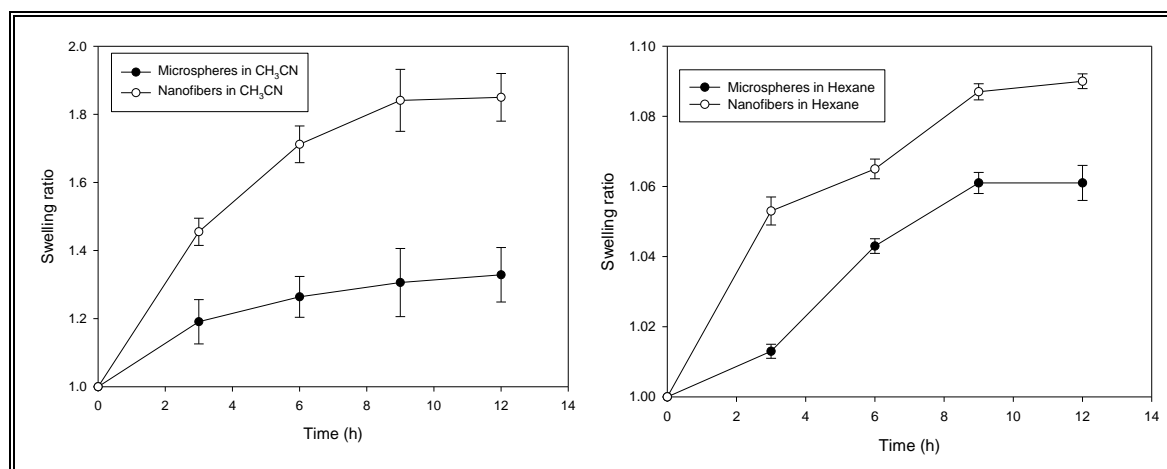 2.0
1.8
1.6
1.4
1.2
1.0
Swelling ratio
Microspheres in CH₃CN
Nanofibers in CH₃CN
0 2 4 6 8 10 12 14
Time (h)
1.10
1.08
1.06
1.04
1.02
1.00
Swelling ratio
Microspheres in Hexane
Nanofibers in Hexane
0 2 4 6 8 10 12 14
Time (h)